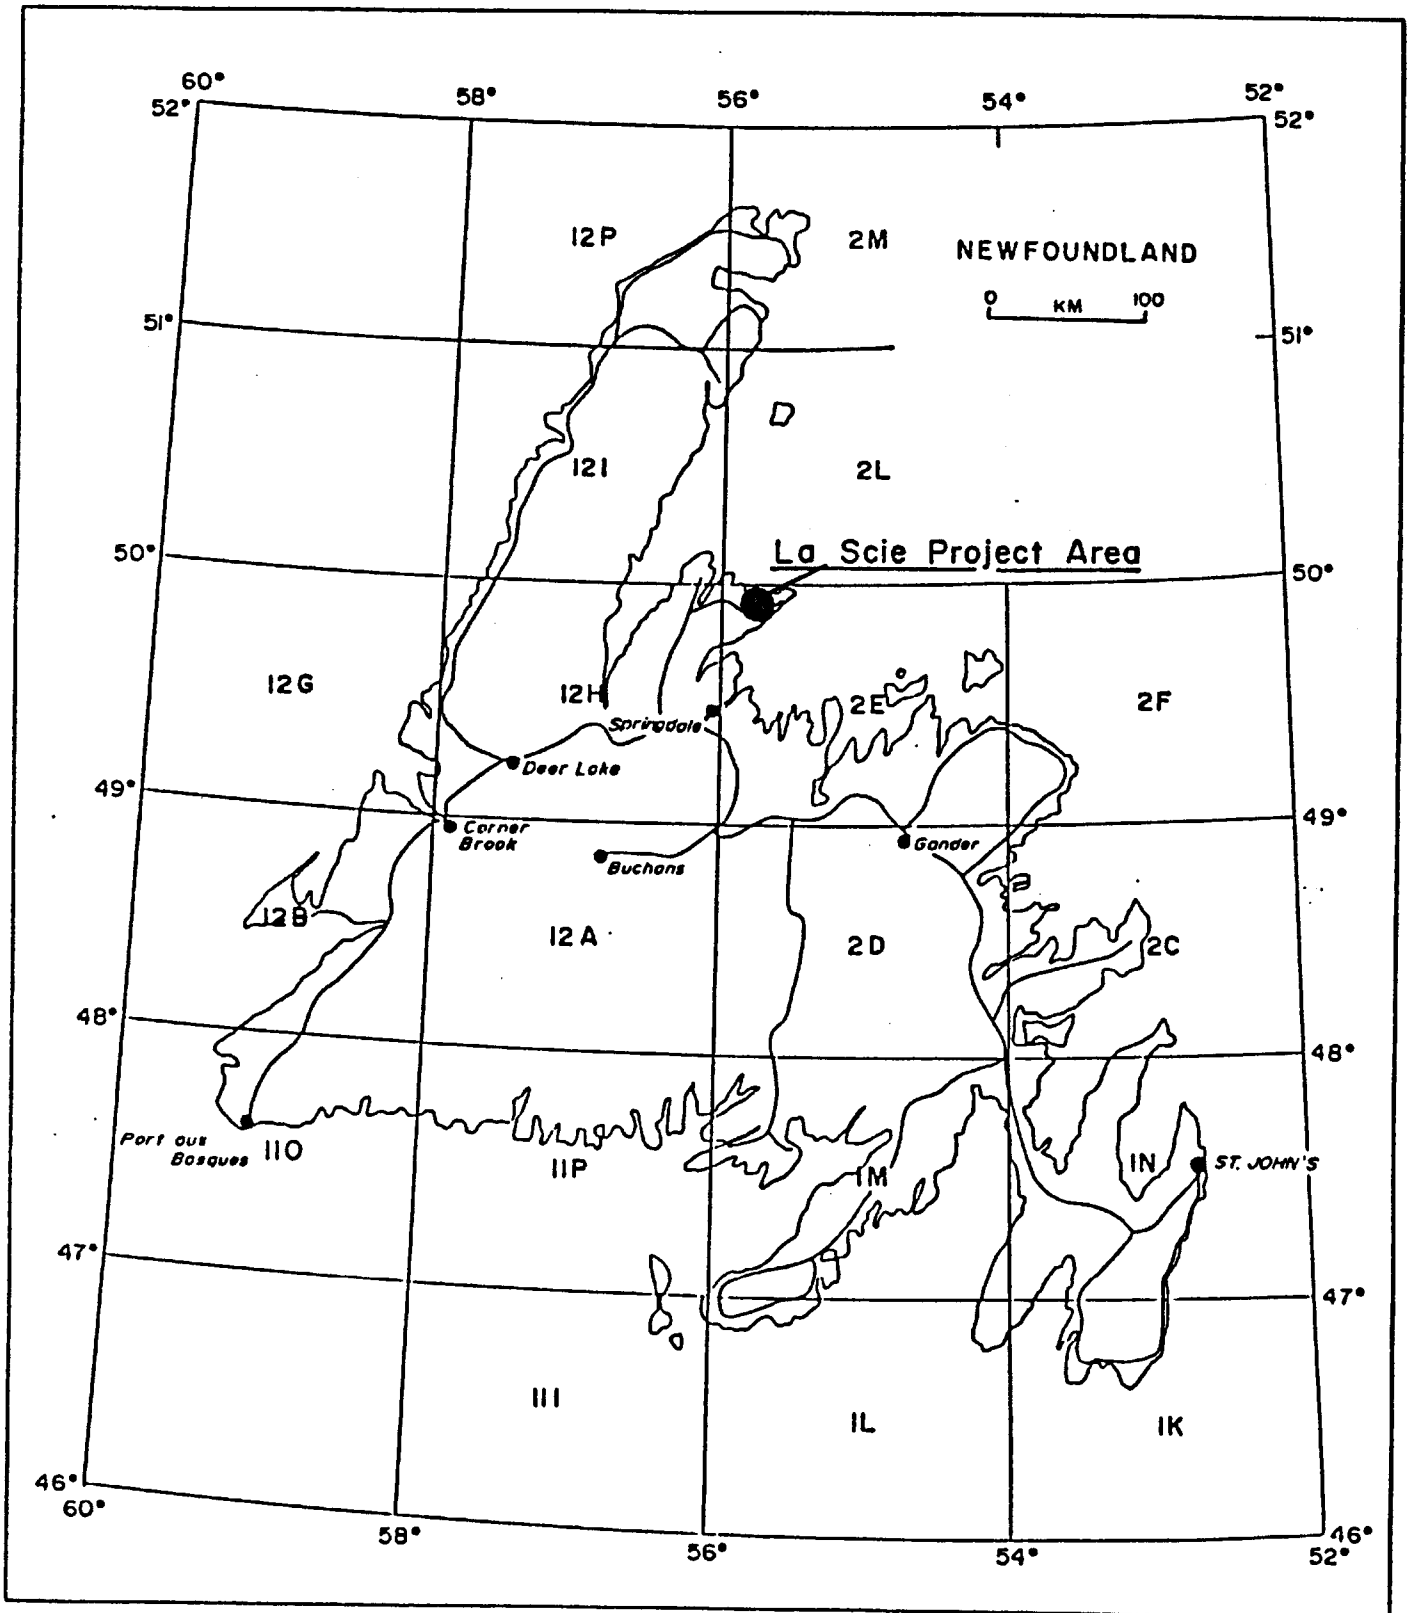 60°
52°
58°
56°
54°
52°
52°
12P
2M
NEWFOUNDLAND
0 KM 100
51°
51°
12I
2L
50°
La Scie Project Area
50°
12G
12H
2E
2F
Springdale
Deer Lake
49°
49°
Corner
Brook
Gander
Buchans
12B
12A
2D
2C
48°
48°
Port aux
Basques
11O
11P
1M
1N
ST. JOHN'S
47°
47°
11I
1L
1K
46°
60°
58°
56°
54°
46°
52°